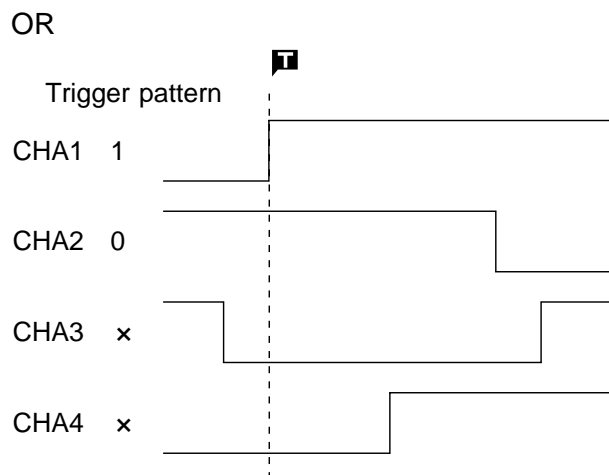 OR
T
Trigger pattern
CHA1 1
CHA2 0
CHA3 ×
CHA4 ×